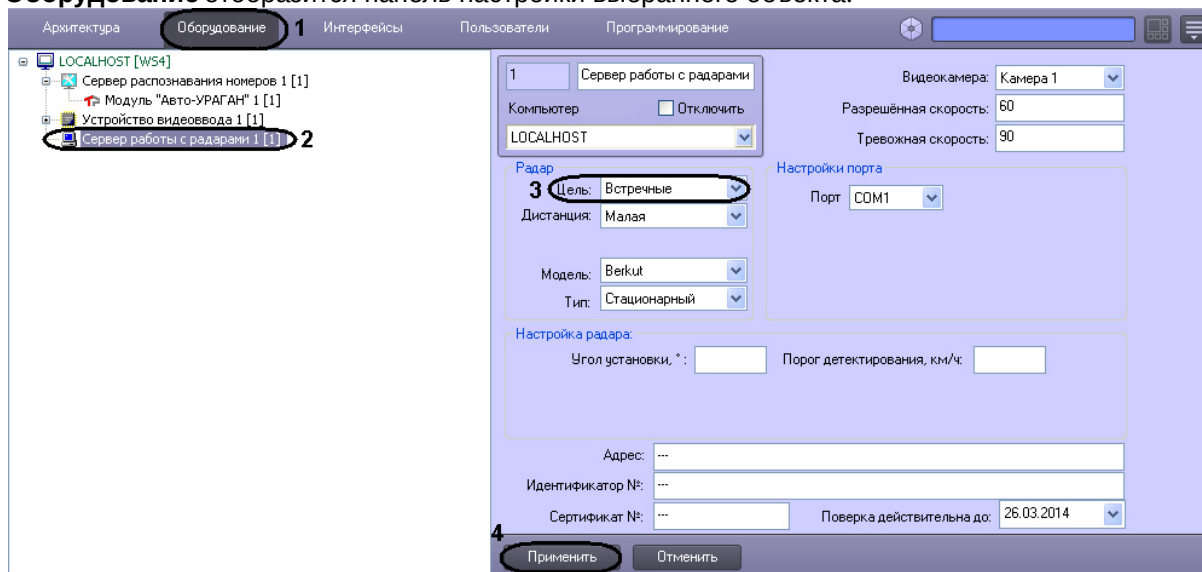 Оборудование отобразится панель настройки выбранного объекта.
Архитектура Оборудование 1 Интерфейсы Пользователи Программирование
LOCALHOST [WS4]
Сервер распознавания номеров 1 [1]
Модуль "Авто-УРАГАН" 1 [1]
Устройство видеоввода 1 [1]
Сервер работы с радарами 1 [1] 2
1 Сервер работы с радарами
Компьютер Отключить
LOCALHOST
Видеокамера: Камера 1
Разрешённая скорость: 60
Тревожная скорость: 90
Радар
3 Цель: Встречные
Дистанция: Малая
Модель: Berkut
Тип: Стационарный
Настройки порта
Порт COM1
Настройка радара:
Угол установки, ° : Порог детектирования, км/ч:
Адрес: ---
Идентификатор №: ---
Сертификат №: --- Поверка действительна до: 26.03.2014
4
Применить Отменить